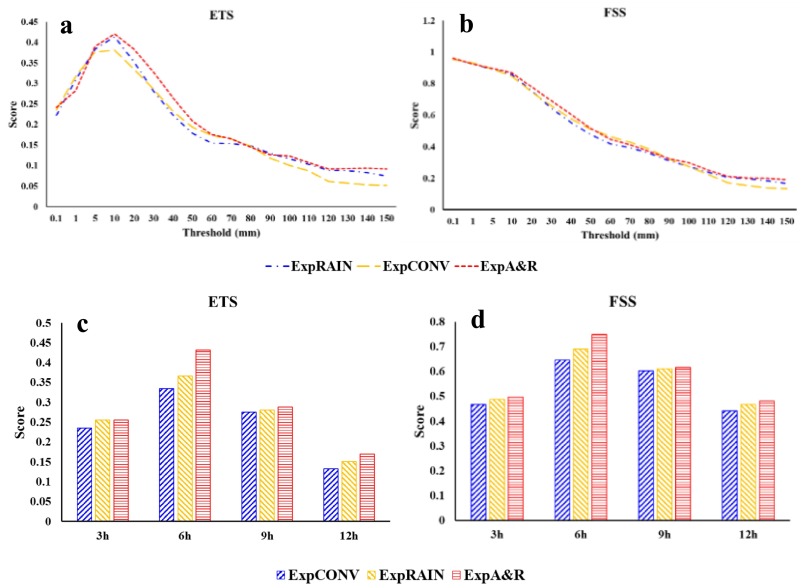 ETS
a
0.45
0.4
0.35
0.3
0.25
0.2
0.15
0.1
0.05
0
Score
0.1 1 5 10 20 30 40 50 60 70 80 90 100 110 120 130 140 150
Threshold (mm)
FSS
b
1.2
1
0.8
0.6
0.4
0.2
0
Score
0.1 1 5 10 20 30 40 50 60 70 80 90 100 110 120 130 140 150
Threshold (mm)
ExpRAIN ExpCONV ExpA&R
ETS
c
0.5
0.45
0.4
0.35
0.3
0.25
0.2
0.15
0.1
0.05
0
Score
3h 6h 9h 12h
FSS
d
0.8
0.7
0.6
0.5
0.4
0.3
0.2
0.1
0
Score
3h 6h 9h 12h
ExpCONV ExpRAIN ExpA&R